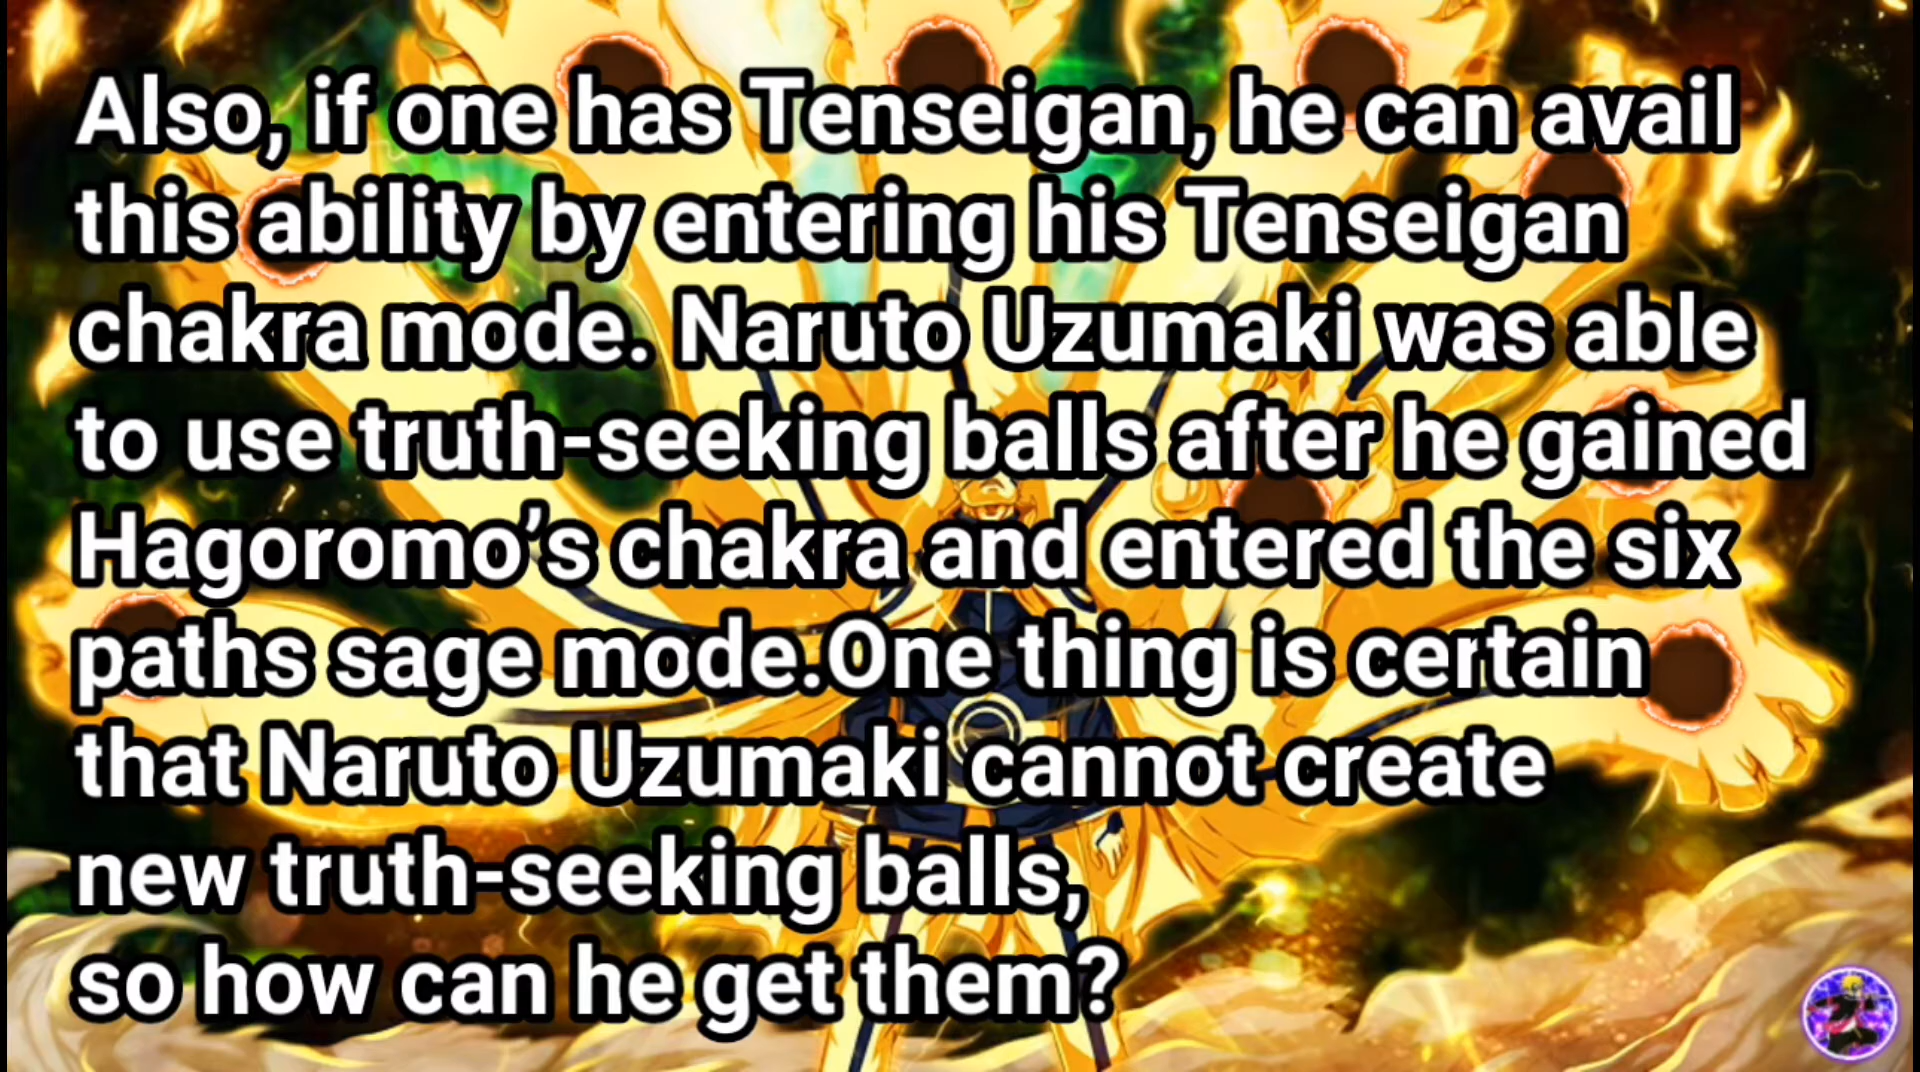 Also, if one has Tenseigan, he can avail
this ability by entering his Tenseigan
chakra mode. Naruto Uzumaki was able
to use truth-seeking balls after he gained
Hagoromo’s chakra and entered the six
paths sage mode.One thing is certain
that Naruto Uzumaki cannot create
new truth-seeking balls,
so how can he get them?